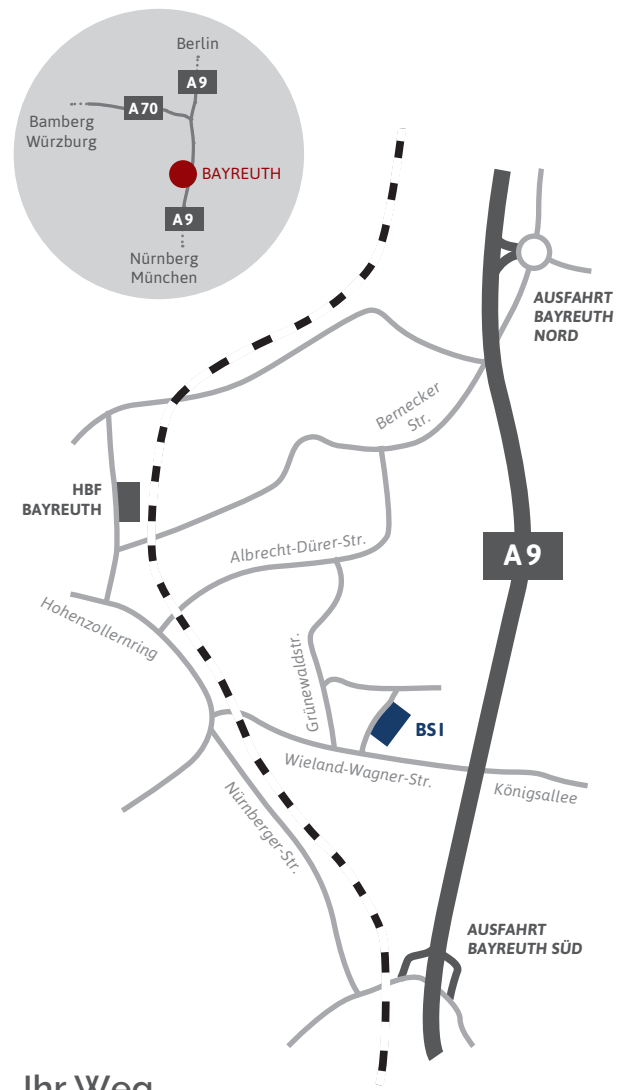 Berlin
A9
A70
Bamberg
Würzburg
BAYREUTH
A9
Nürnberg
München
AUSFAHRT
BAYREUTH
NORD
Bernecker
Str.
HBF
BAYREUTH
Albrecht-Dürer-Str.
A9
Hohenzollernring
Grünewaldstr.
BSI
Wieland-Wagner-Str.
Königsallee
Nürnberger-Str.
AUSFAHRT
BAYREUTH SÜD
Ihr Weg